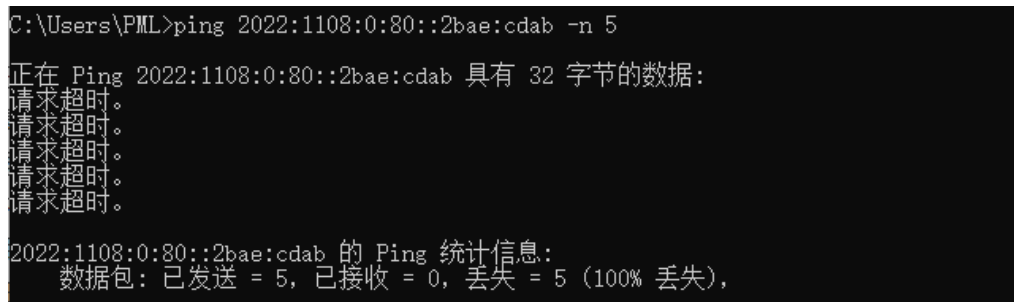 C:\Users\PML>ping 2022:1108:0:80::2bae:cdab -n 5
正在 Ping 2022:1108:0:80::2bae:cdab 具有 32 字节的数据:
请求超时。
请求超时。
请求超时。
请求超时。
请求超时。
2022:1108:0:80::2bae:cdab 的 Ping 统计信息:
数据包: 已发送 = 5, 已接收 = 0, 丢失 = 5 (100% 丢失),